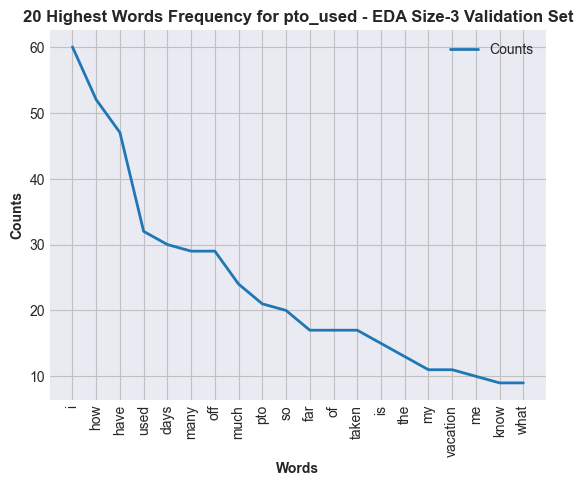 20 Highest Words Frequency for pto_used - EDA Size-3 Validation Set
Counts
60
50
40
30
20
10
Counts
i
how
have
used
days
many
off
much
pto
so
far
of
taken
is
the
my
vacation
me
know
what
Words